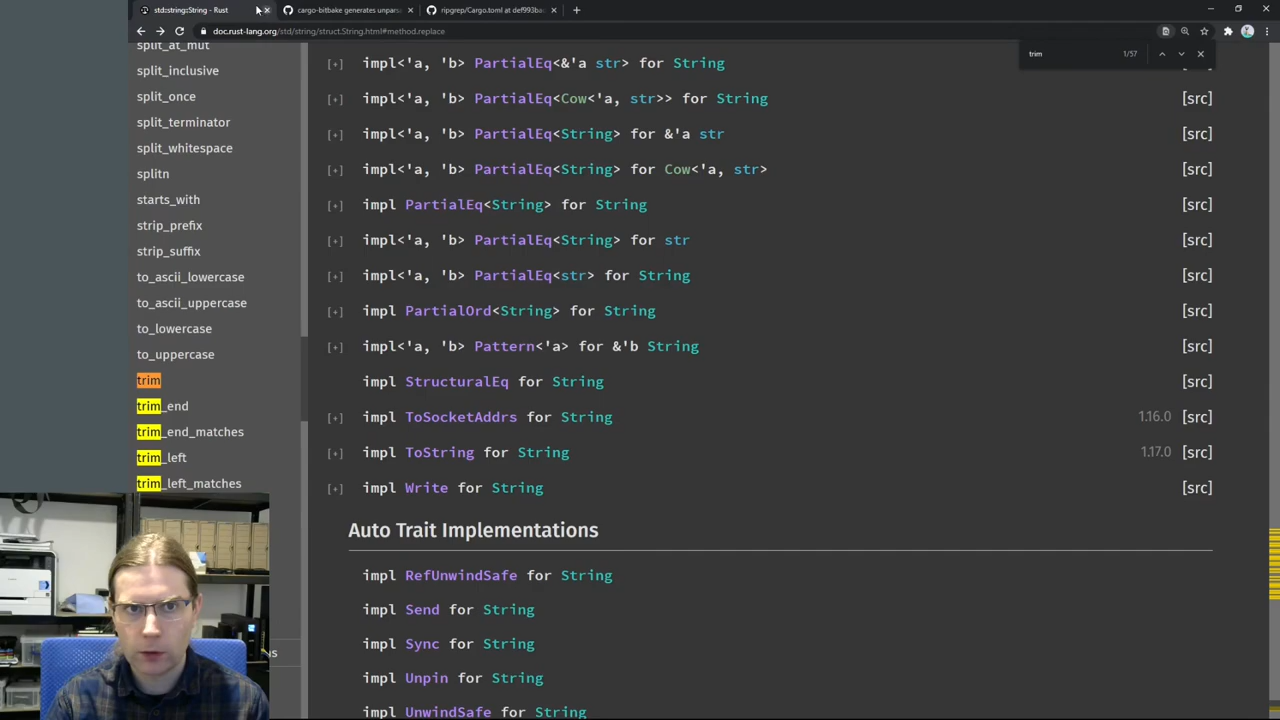 std::string::String - Rust
cargo-bitbake generates unpars
ripgrep/Cargo.toml at def993ba
doc.rust-lang.org/std/string/struct.String.html#method.replace
trim
1/57
split_at_mut
split_inclusive
split_once
split_terminator
split_whitespace
splitn
starts_with
strip_prefix
strip_suffix
to_ascii_lowercase
to_ascii_uppercase
to_lowercase
to_uppercase
trim
trim_end
trim_end_matches
trim_left
trim_left_matches
[+] impl<'a, 'b> PartialEq<&'a str> for String
[+] impl<'a, 'b> PartialEq<Cow<'a, str>> for String [src]
[+] impl<'a, 'b> PartialEq<String> for &'a str [src]
[+] impl<'a, 'b> PartialEq<String> for Cow<'a, str> [src]
[+] impl PartialEq<String> for String [src]
[+] impl<'a, 'b> PartialEq<String> for str [src]
[+] impl<'a, 'b> PartialEq<str> for String [src]
[+] impl PartialOrd<String> for String [src]
[+] impl<'a, 'b> Pattern<'a> for &'b String [src]
impl StructuralEq for String [src]
[+] impl ToSocketAddrs for String 1.16.0 [src]
[+] impl ToString for String 1.17.0 [src]
[+] impl Write for String [src]
Auto Trait Implementations
impl RefUnwindSafe for String
impl Send for String
impl Sync for String
impl Unpin for String
impl UnwindSafe for String